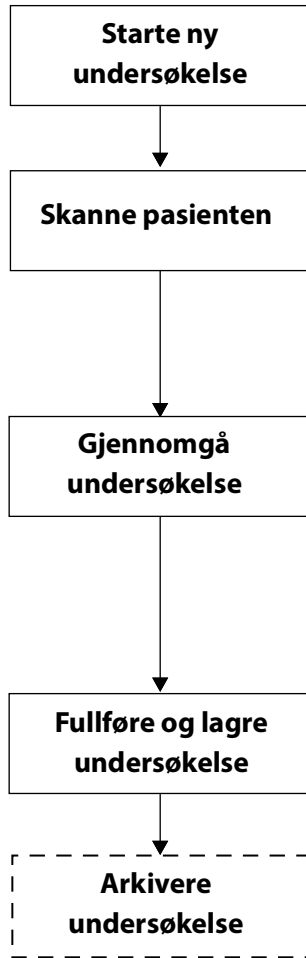 Starte ny
undersøkelse
Skanne pasienten
Gjennomgå
undersøkelse
Fullføre og lagre
undersøkelse
Arkivere
undersøkelse